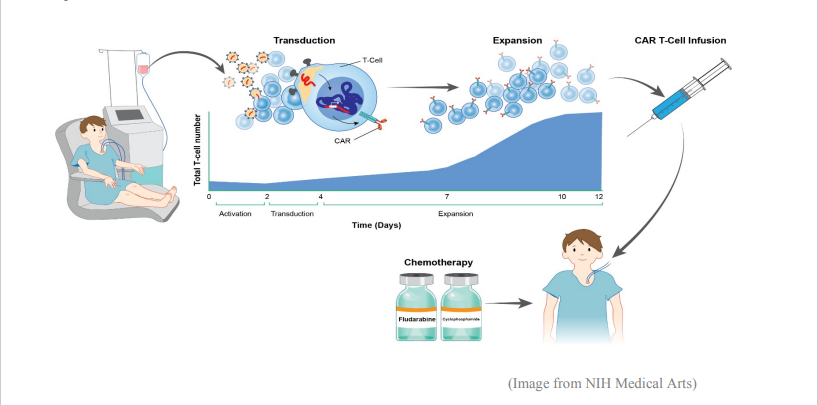 Transduction
Expansion
CAR T-Cell Infusion
T-Cell
CAR
Total T-cell number
0 2 4 7 10 12
Activation Transduction Expansion
Time (Days)
Chemotherapy
Fludarabine Cyclophosphamide
(Image from NIH Medical Arts)